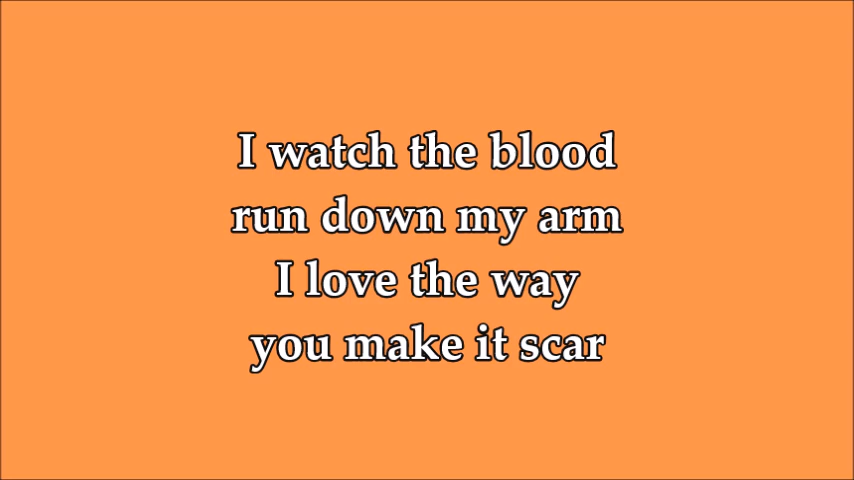 I watch the blood
run down my arm
I love the way
you make it scar